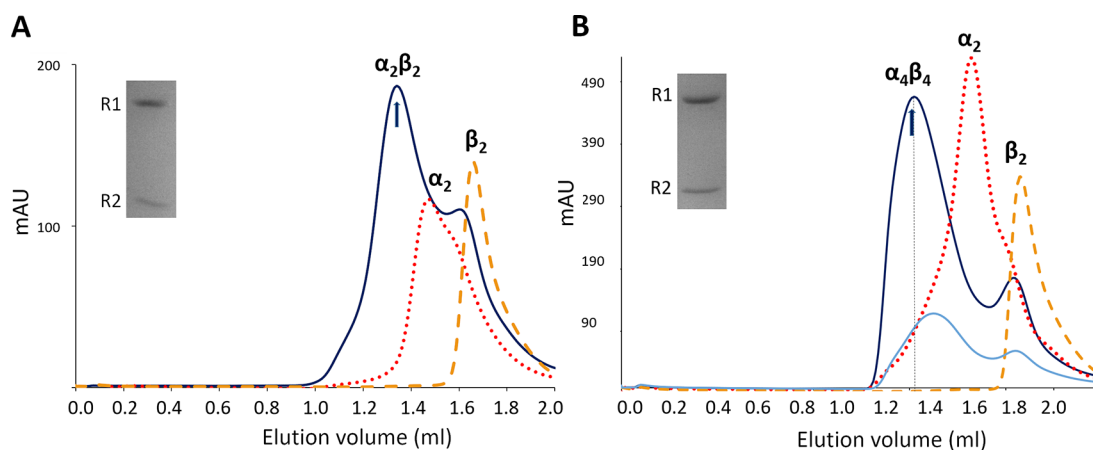 A
B
α2β2
α2
β2
R1
R2
200
100
mAU
0.0 0.2 0.4 0.6 0.8 1.0 1.2 1.4 1.6 1.8 2.0
Elution volume (ml)
α4β4
α2
β2
R1
R2
490
390
290
190
90
mAU
0.0 0.2 0.4 0.6 0.8 1.0 1.2 1.4 1.6 1.8 2.0
Elution volume (ml)